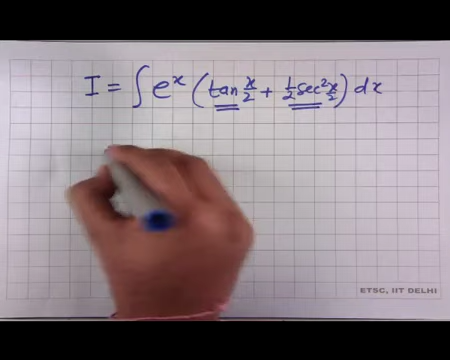 I = ∫ e^x (tan x/2 + 1/2 sec² x/2) dx
ETSC, IIT DELHI